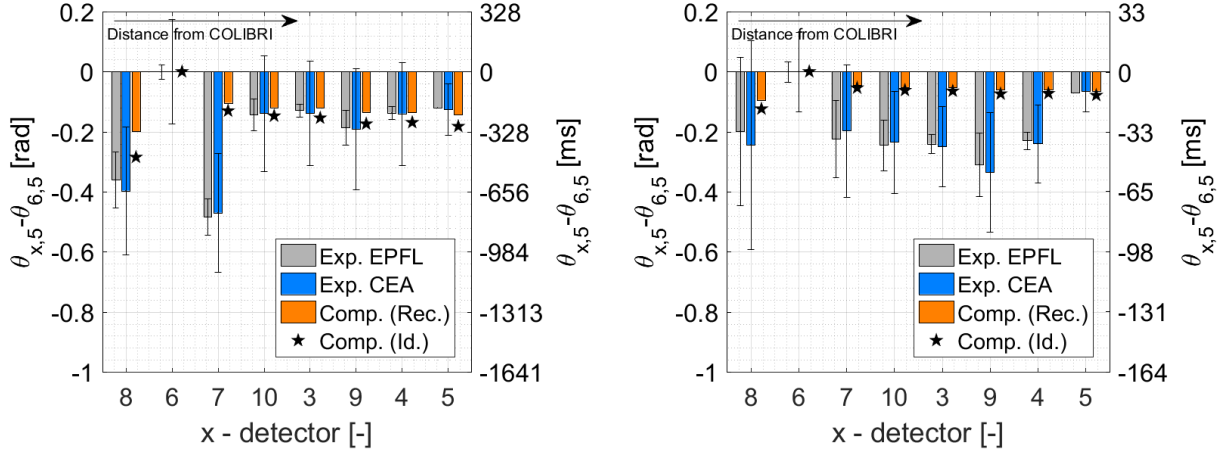 0.2
0
-0.2
-0.4
-0.6
-0.8
-1
θx,5-θ6,5 [rad]
Distance from COLIBRI
328
0
-328
-656
-984
-1313
-1641
θx,5-θ6,5 [ms]
Exp. EPFL
Exp. CEA
Comp. (Rec.)
Comp. (Id.)
8 6 7 10 3 9 4 5
x - detector [-]
0.2
0
-0.2
-0.4
-0.6
-0.8
-1
θx,5-θ6,5 [rad]
Distance from COLIBRI
33
0
-33
-65
-98
-131
-164
θx,5-θ6,5 [ms]
Exp. EPFL
Exp. CEA
Comp. (Rec.)
Comp. (Id.)
8 6 7 10 3 9 4 5
x - detector [-]